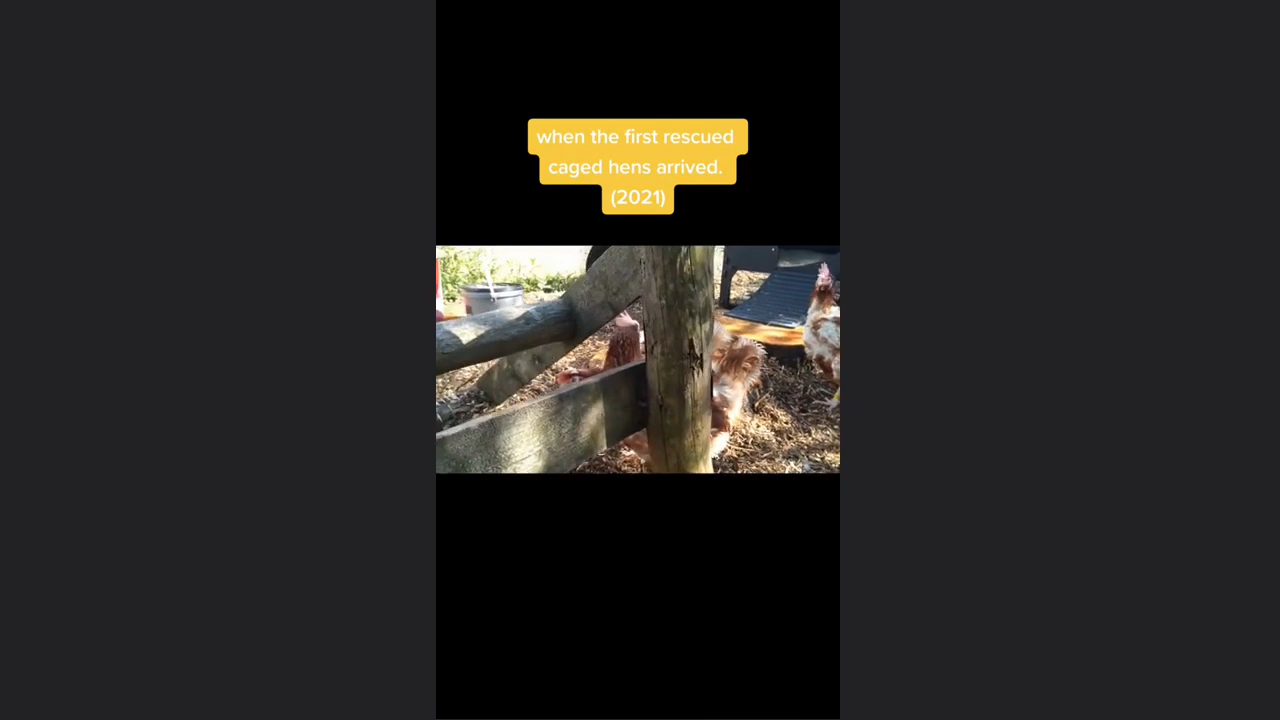 when the first rescued
caged hens arrived.
(2021)